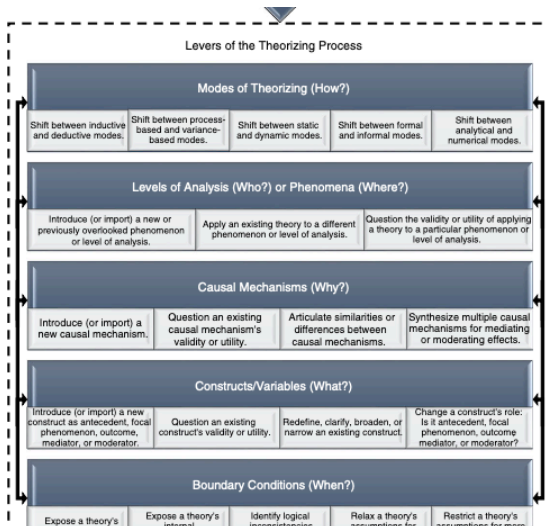 Levers of the Theorizing Process
Modes of Theorizing (How?)
Shift between inductive
and deductive modes.
Shift between process-
based and variance-
based modes.
Shift between static
and dynamic modes.
Shift between formal
and informal modes.
Shift between
analytical and
numerical modes.
Levels of Analysis (Who?) or Phenomena (Where?)
Introduce (or import) a new or
previously overlooked phenomenon
or level of analysis.
Apply an existing theory to a different
phenomenon or level of analysis.
Question the validity or utility of applying
a theory to a particular phenomenon or
level of analysis.
Causal Mechanisms (Why?)
Introduce (or import) a
new causal mechanism.
Question an existing
causal mechanism's
validity or utility.
Articulate similarities or
differences between
causal mechanisms.
Synthesize multiple causal
mechanisms for mediating
or moderating effects.
Constructs/Variables (What?)
Introduce (or import) a new
construct as antecedent, focal
phenomenon, outcome,
mediator, or moderator.
Question an existing
construct's validity or utility.
Redefine, clarify, broaden, or
narrow an existing construct.
Change a construct's role:
Is it antecedent, focal
phenomenon, outcome
mediator, or moderator?
Boundary Conditions (When?)
Expose a theory's
Expose a theory's
internal
Identify logical
inconsistencies
Relax a theory's
assumptions for
Restrict a theory's
assumptions for more